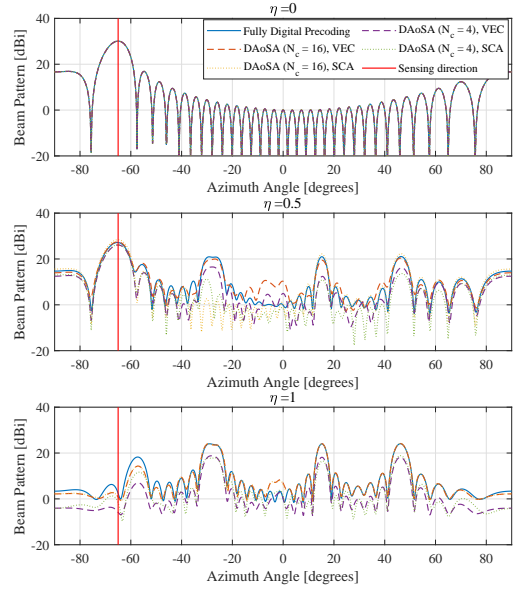 η=0
Fully Digital Precoding
DAoSA (N_c = 16), VEC
DAoSA (N_c = 16), SCA
DAoSA (N_c = 4), VEC
DAoSA (N_c = 4), SCA
Sensing direction
Beam Pattern [dBi]
40
20
0
20
-80 -60 -40 -20 0 20 40 60 80
Azimuth Angle [degrees]
η=0.5
Beam Pattern [dBi]
40
20
0
20
-80 -60 -40 -20 0 20 40 60 80
Azimuth Angle [degrees]
η=1
Beam Pattern [dBi]
40
20
0
20
-80 -60 -40 -20 0 20 40 60 80
Azimuth Angle [degrees]